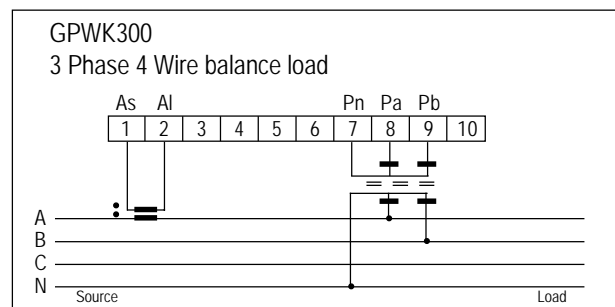 GPWK300
3 Phase 4 Wire balance load
As Al Pn Pa Pb
1 2 3 4 5 6 7 8 9 10
A
B
C
N
Source Load